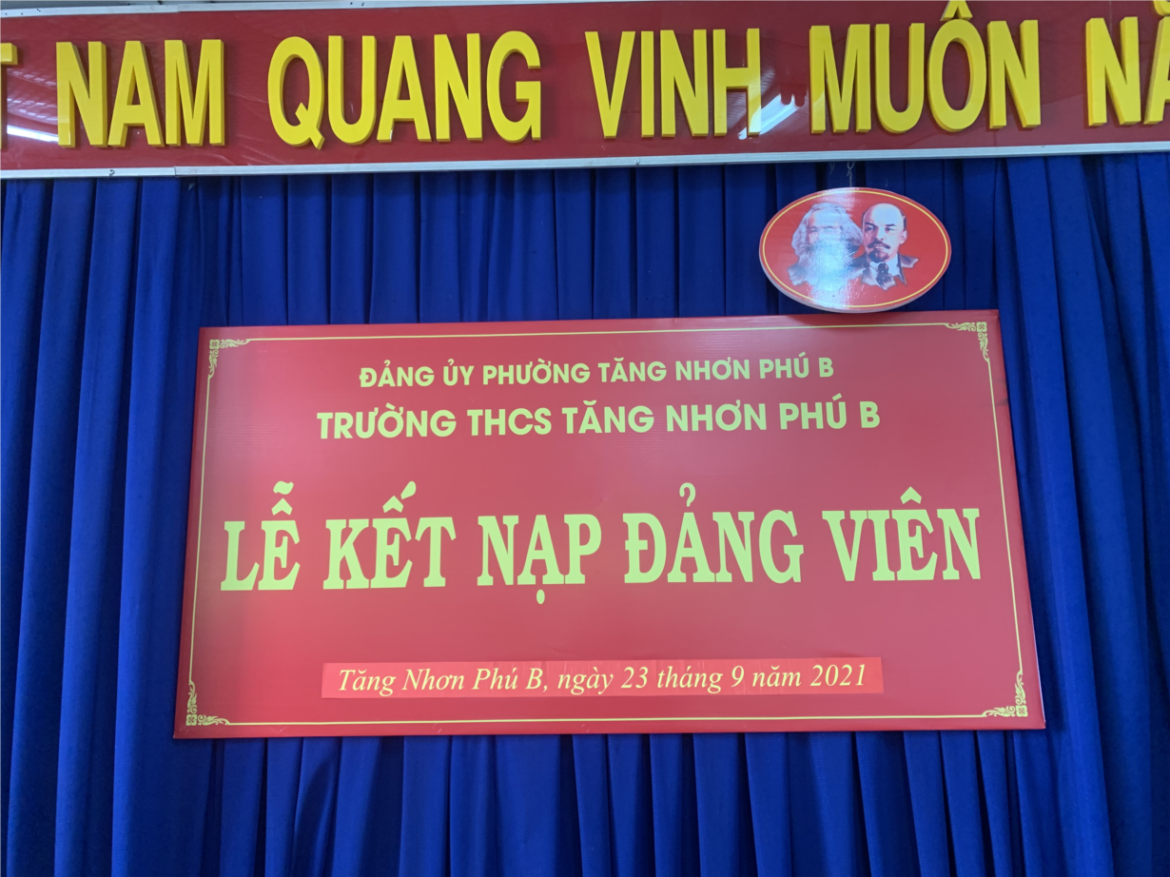 NAM QUANG VINH MUÔN
ĐẢNG ỦY PHƯỜNG TĂNG NHƠN PHÚ B
TRƯỜNG THCS TĂNG NHƠN PHÚ B
LỄ KẾT NẠP ĐẢNG VIÊN
Tăng Nhơn Phú B, ngày 23 tháng 9 năm 2021